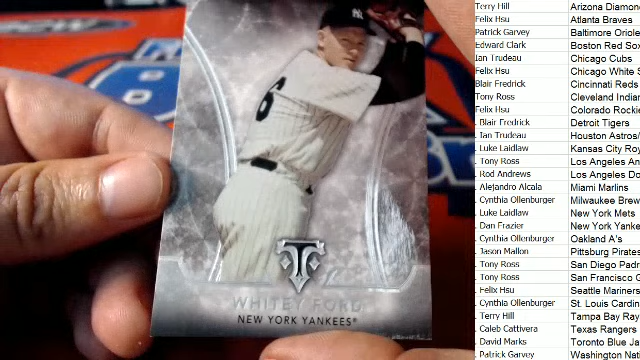 WHITEY FORD
NEW YORK YANKEES®
6
Terry Hill Arizona Diamon
Felix Hsu Atlanta Braves
Patrick Garvey Baltimore Oriole
Edward Clark Boston Red Sox
Ian Trudeau Chicago Cubs
Felix Hsu Chicago White S
Blair Fredrick Cincinnati Reds
Tony Ross Cleveland Indian
Felix Hsu Colorado Rockie
. Blair Fredrick Detroit Tigers
. Ian Trudeau Houston Astros/
. Luke Laidlaw Kansas City Roy
. Tony Ross Los Angeles An
. Rod Andrews Los Angeles Do
. Alejandro Alcala Miami Marlins
. Cynthia Ollenburger Milwaukee Brew
. Luke Laidlaw New York Mets
. Dan Frazier New York Yanke
. Cynthia Ollenburger Oakland A's
. Jason Mallon Pittsburg Pirates
. Tony Ross San Diego Padr
. Tony Ross San Francisco G
. Felix Hsu Seattle Mariners
. Cynthia Ollenburger St. Louis Cardin
. Terry Hill Tampa Bay Ray
. Caleb Cattivera Texas Rangers
. David Marks Toronto Blue Ja
. Patrick Garvey Washington Nati